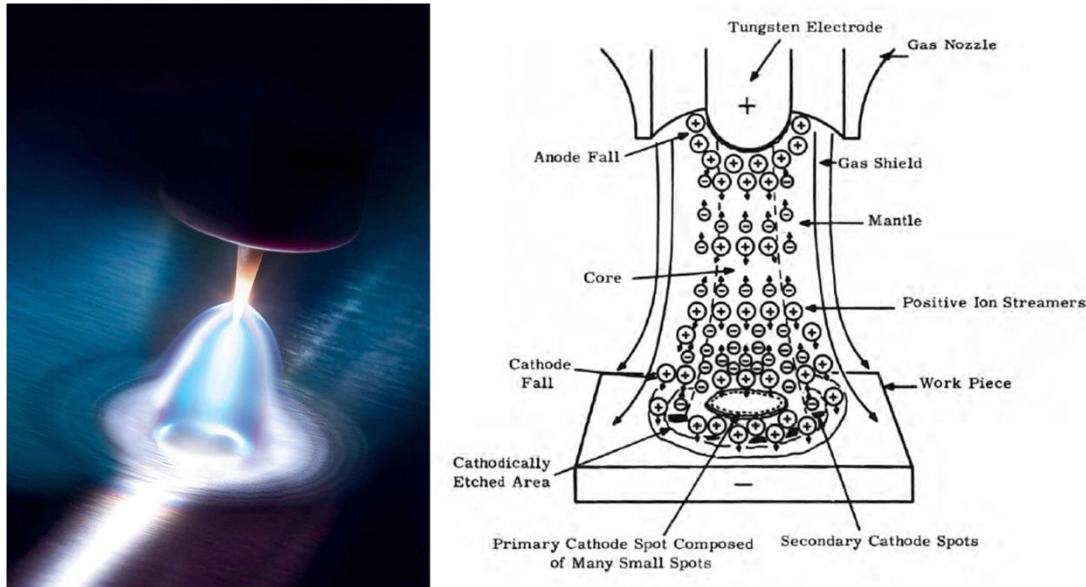 Tungsten
Electrode
Gas Nozzle
+
Anode Fall
Gas Shield
Mantle
Core
Positive Ion Streamers
Cathode
Fall
Work Piece
Cathodically
Etched Area
−
Primary Cathode Spot Composed
of Many Small Spots
Secondary Cathode Spots